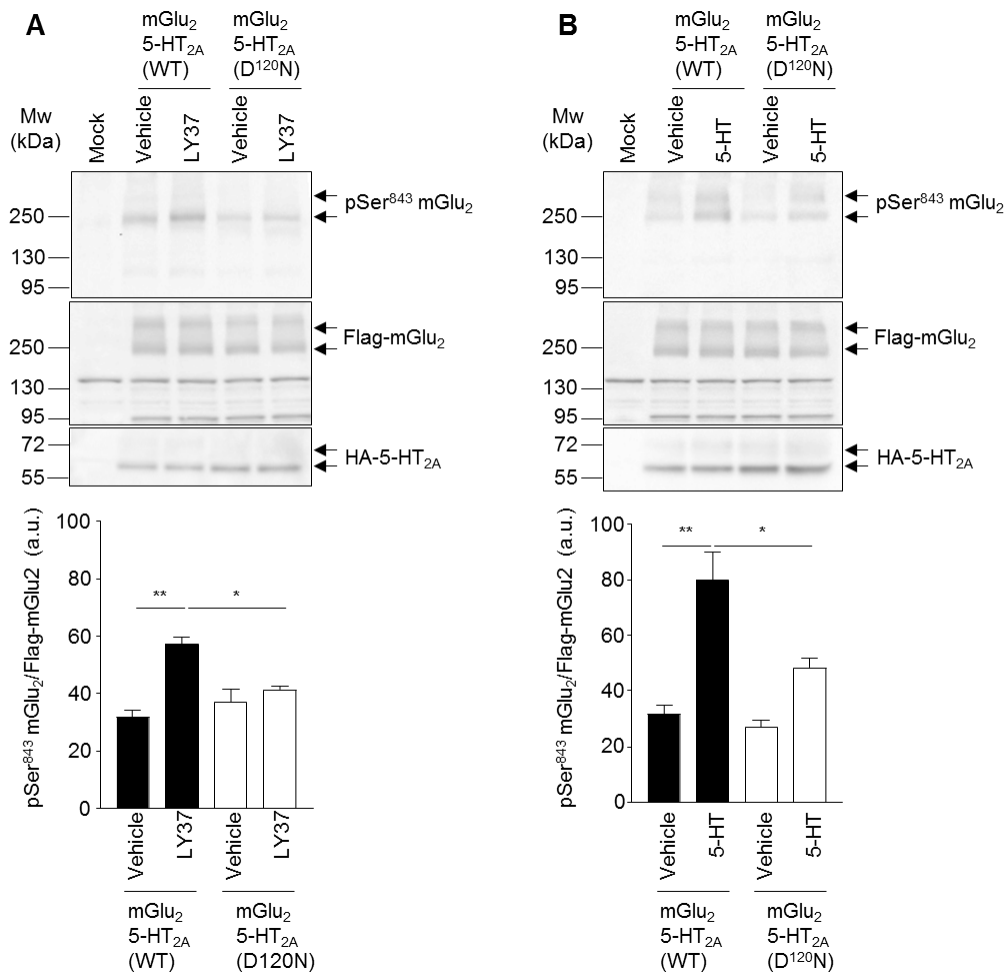 A
mGlu₂ mGlu₂
5-HT₂A 5-HT₂A
(WT) (D¹²⁰N)
Mw
(kDa)
Mock Vehicle LY37 Vehicle LY37
250
130
95
pSer⁸⁴³ mGlu₂
250
130
95
Flag-mGlu₂
72
55
HA-5-HT₂A
pSer⁸⁴³ mGlu₂/Flag-mGlu2 (a.u.)
100
80
60
40
20
0
** *
Vehicle LY37 Vehicle LY37
mGlu₂ mGlu₂
5-HT₂A 5-HT₂A
(WT) (D120N)
B
mGlu₂ mGlu₂
5-HT₂A 5-HT₂A
(WT) (D¹²⁰N)
Mw
(kDa)
Mock Vehicle 5-HT Vehicle 5-HT
250
130
95
pSer⁸⁴³ mGlu₂
250
130
95
Flag-mGlu₂
72
55
HA-5-HT₂A
pSer⁸⁴³ mGlu₂/Flag-mGlu2 (a.u.)
100
80
60
40
20
0
** *
Vehicle 5-HT Vehicle 5-HT
mGlu₂ mGlu₂
5-HT₂A 5-HT₂A
(WT) (D¹²⁰N)